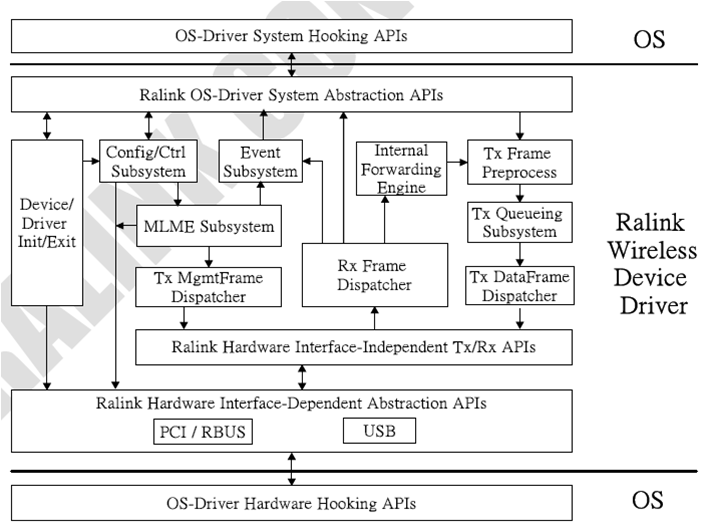 OS-Driver System Hooking APIs
OS
Ralink OS-Driver System Abstraction APIs
Device/
Driver
Init/Exit
Config/Ctrl
Subsystem
Event
Subsystem
Internal
Forwarding
Engine
Tx Frame
Preprocess
MLME Subsystem
Tx Queueing
Subsystem
Tx MgmtFrame
Dispatcher
Rx Frame
Dispatcher
Tx DataFrame
Dispatcher
Ralink
Wireless
Device
Driver
Ralink Hardware Interface-Independent Tx/Rx APIs
Ralink Hardware Interface-Dependent Abstraction APIs
PCI / RBUS
USB
OS-Driver Hardware Hooking APIs
OS
RALINK CON